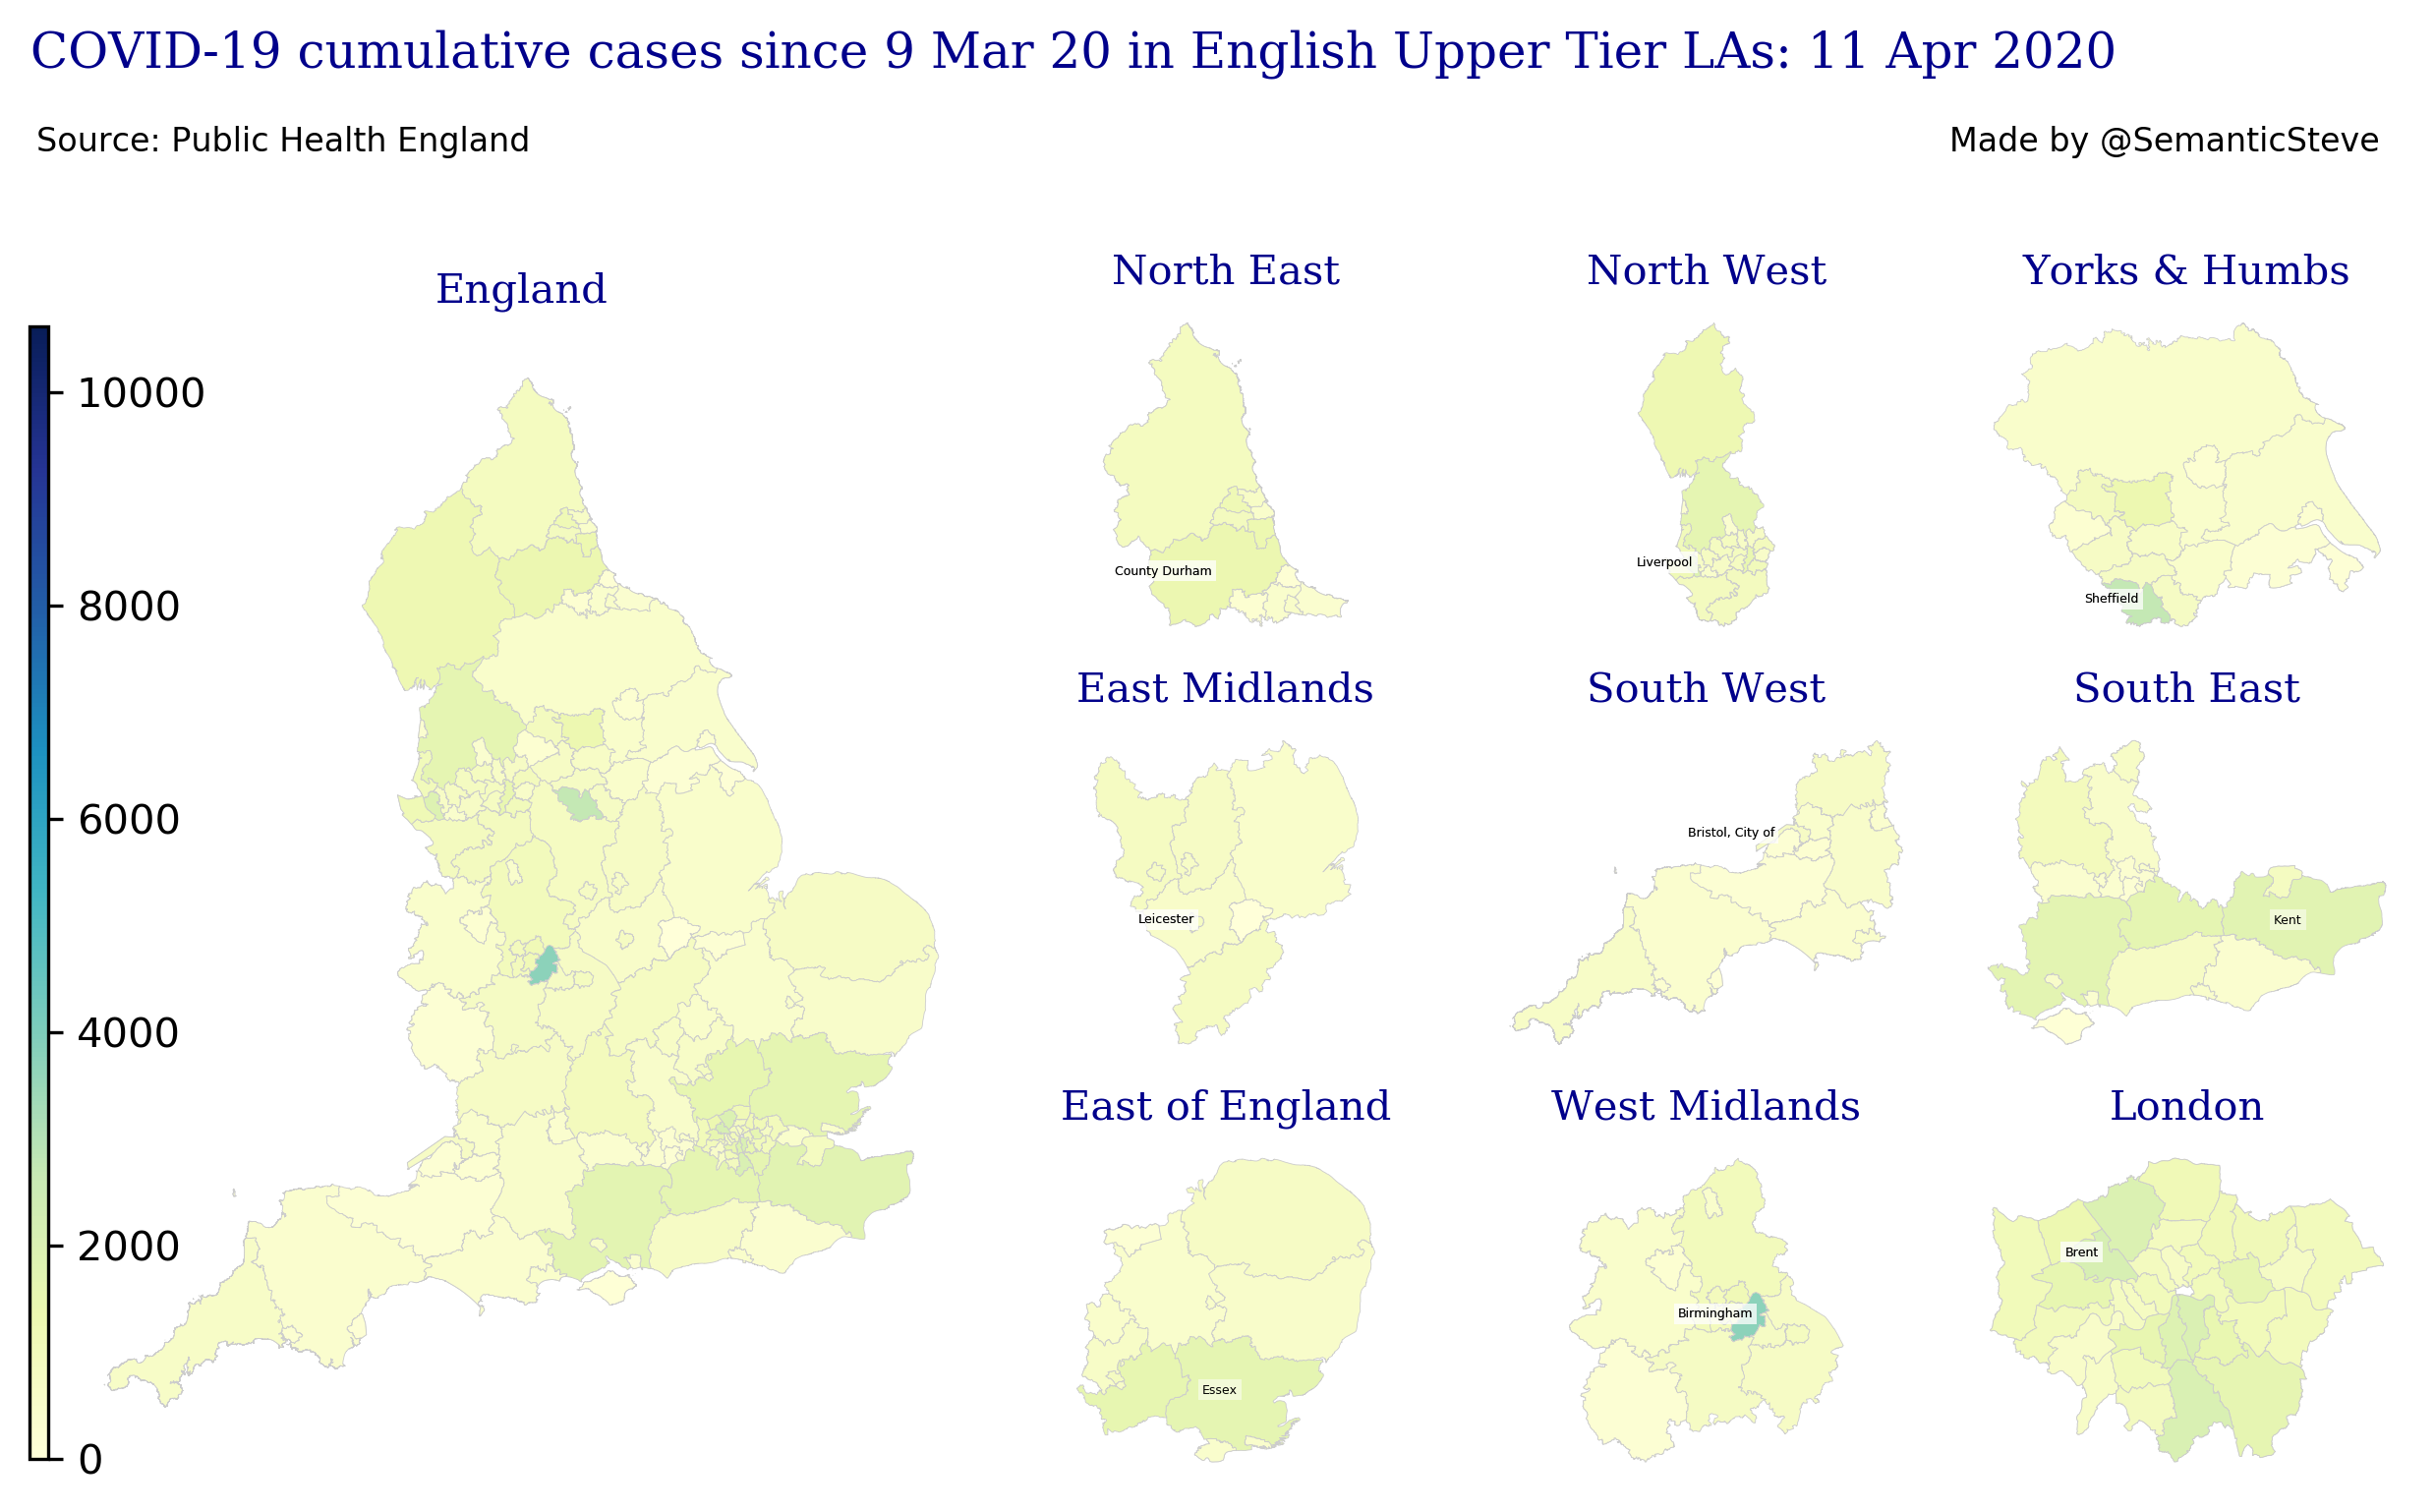 COVID-19 cumulative cases since 9 Mar 20 in English Upper Tier LAs: 11 Apr 2020
Source: Public Health England
Made by @SemanticSteve
England
10000
8000
6000
4000
2000
0
North East
County Durham
North West
Liverpool
Yorks & Humbs
Sheffield
East Midlands
Leicester
South West
Bristol, City of
South East
Kent
East of England
Essex
West Midlands
Birmingham
London
Brent